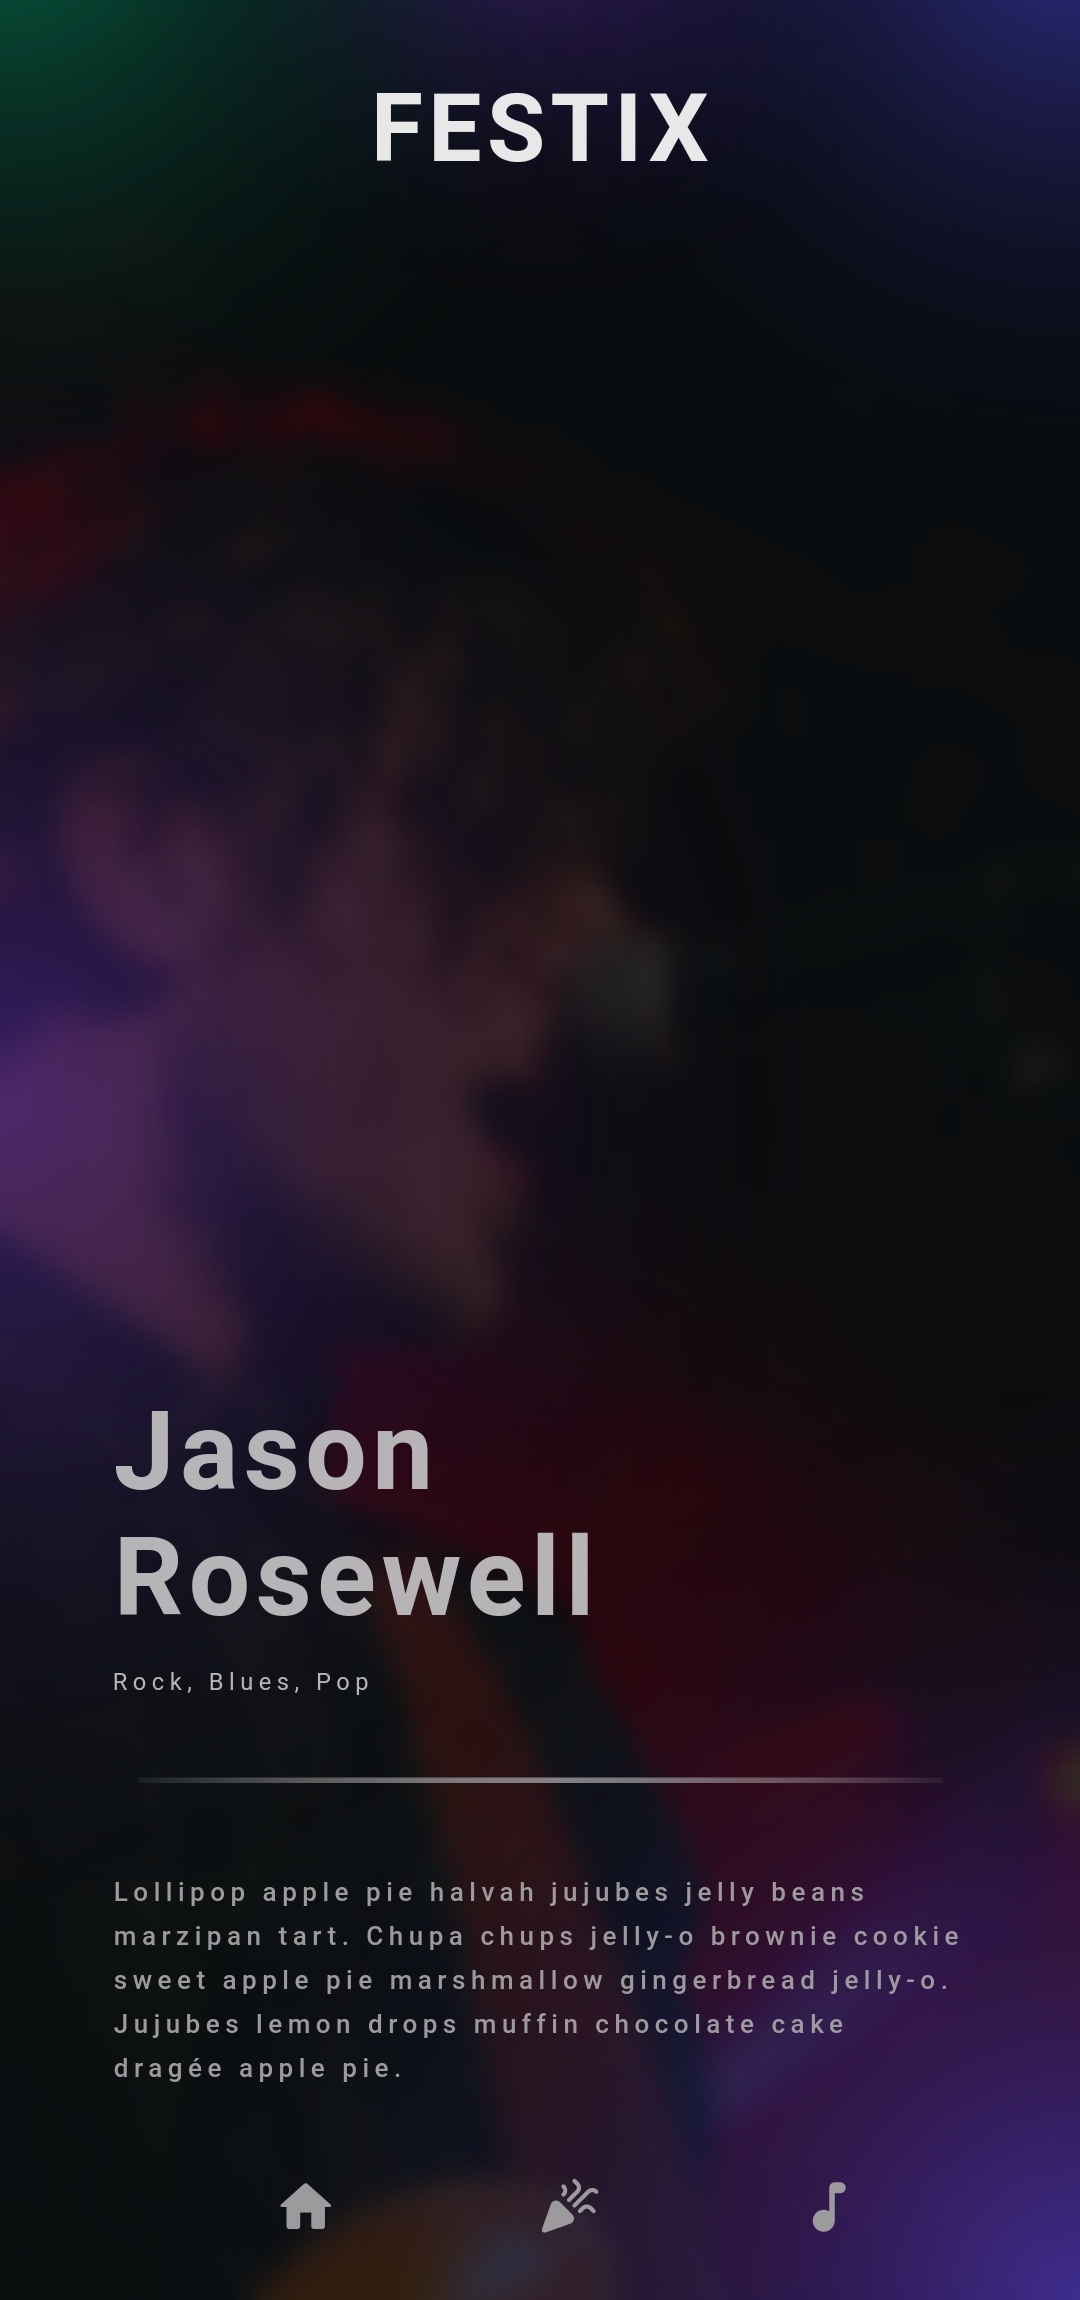 FESTIX
Jason
Rosewell
Rock, Blues, Pop
Lollipop apple pie halvah jujubes jelly beans
marzipan tart. Chupa chups jelly-o brownie cookie
sweet apple pie marshmallow gingerbread jelly-o.
Jujubes lemon drops muffin chocolate cake
dragée apple pie.